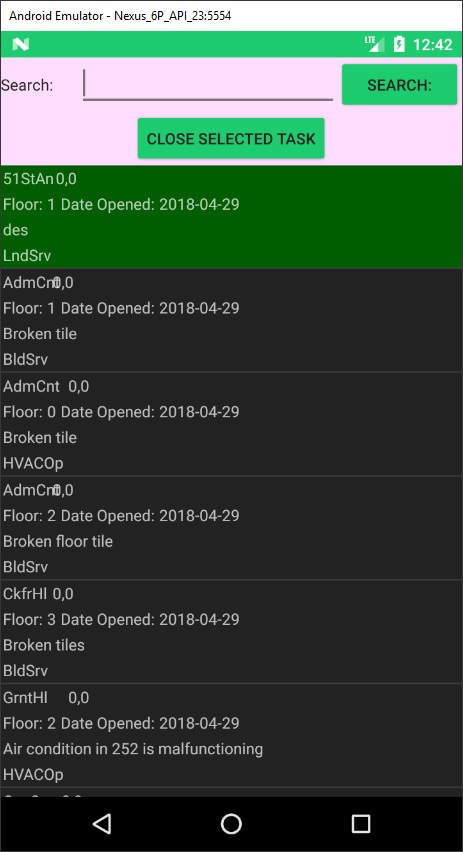 Android Emulator - Nexus_6P_API_23:5554
LTE 12:42
Search: SEARCH:
CLOSE SELECTED TASK
51StAn 0,0
Floor: 1 Date Opened: 2018-04-29
des
LndSrv
AdmCnt 0,0
Floor: 1 Date Opened: 2018-04-29
Broken tile
BldSrv
AdmCnt 0,0
Floor: 0 Date Opened: 2018-04-29
Broken tile
HVACOp
AdmCnt 0,0
Floor: 2 Date Opened: 2018-04-29
Broken floor tile
BldSrv
CkfrHl 0,0
Floor: 3 Date Opened: 2018-04-29
Broken tiles
BldSrv
GrntHl 0,0
Floor: 2 Date Opened: 2018-04-29
Air condition in 252 is malfunctioning
HVACOp